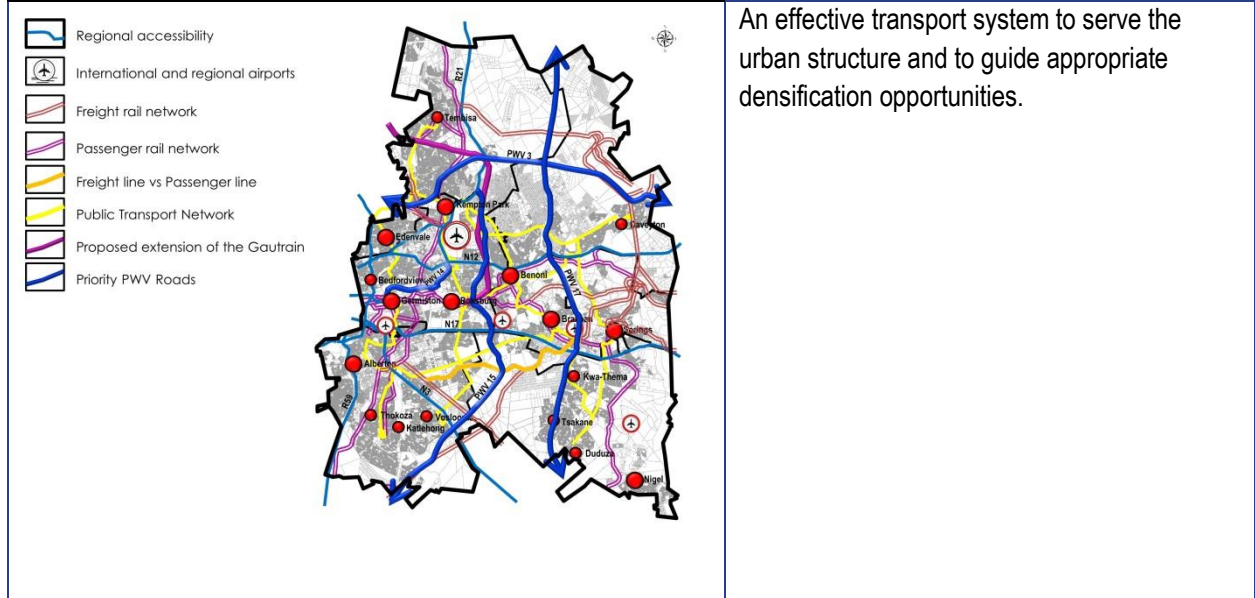 Regional accessibility
International and regional airports
Freight rail network
Passenger rail network
Freight line vs Passenger line
Public Transport Network
Proposed extension of the Gautrain
Priority PWV Roads
An effective transport system to serve the
urban structure and to guide appropriate
densification opportunities.
R21
Tembisa
PWV 3
Kempton Park
Daveyton
Edenvale
N12
PWV 14
Bedfordview
Benoni
PWV 17
Germiston
Boksburg
Brakpan
Springs
N17
Alberton
Kwa-Thema
N3
PWV 15
R59
Thokoza
Tsakane
Katlehong
Duduza
Nigel